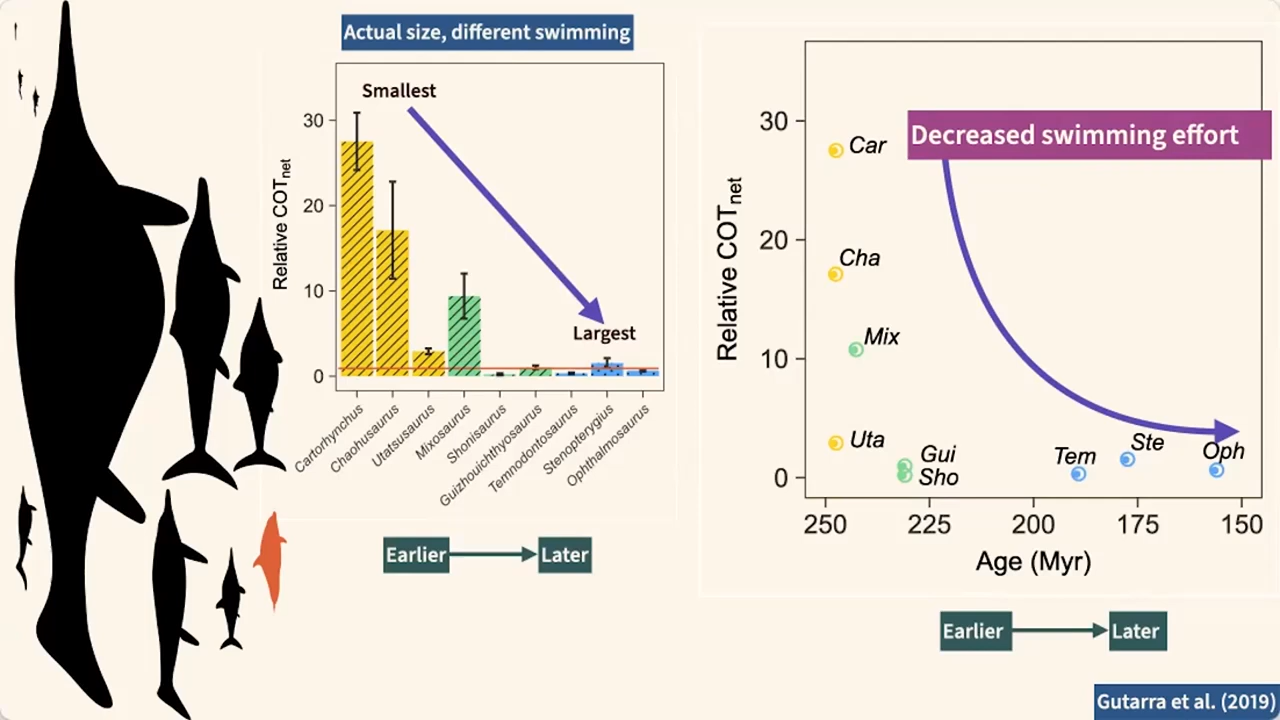 Actual size, different swimming
Smallest
Largest
Relative COTnet
30
20
10
0
Cartorhynchus
Chaohusaurus
Utatsusaurus
Mixosaurus
Shonisaurus
Guizhouichthyosaurus
Temnodontosaurus
Stenopterygius
Ophthalmosaurus
Earlier
Later
Decreased swimming effort
Relative COTnet
30
20
10
0
Car
Cha
Mix
Uta
Gui
Sho
Tem
Ste
Oph
250
225
200
175
150
Age (Myr)
Earlier
Later
Gutarra et al. (2019)